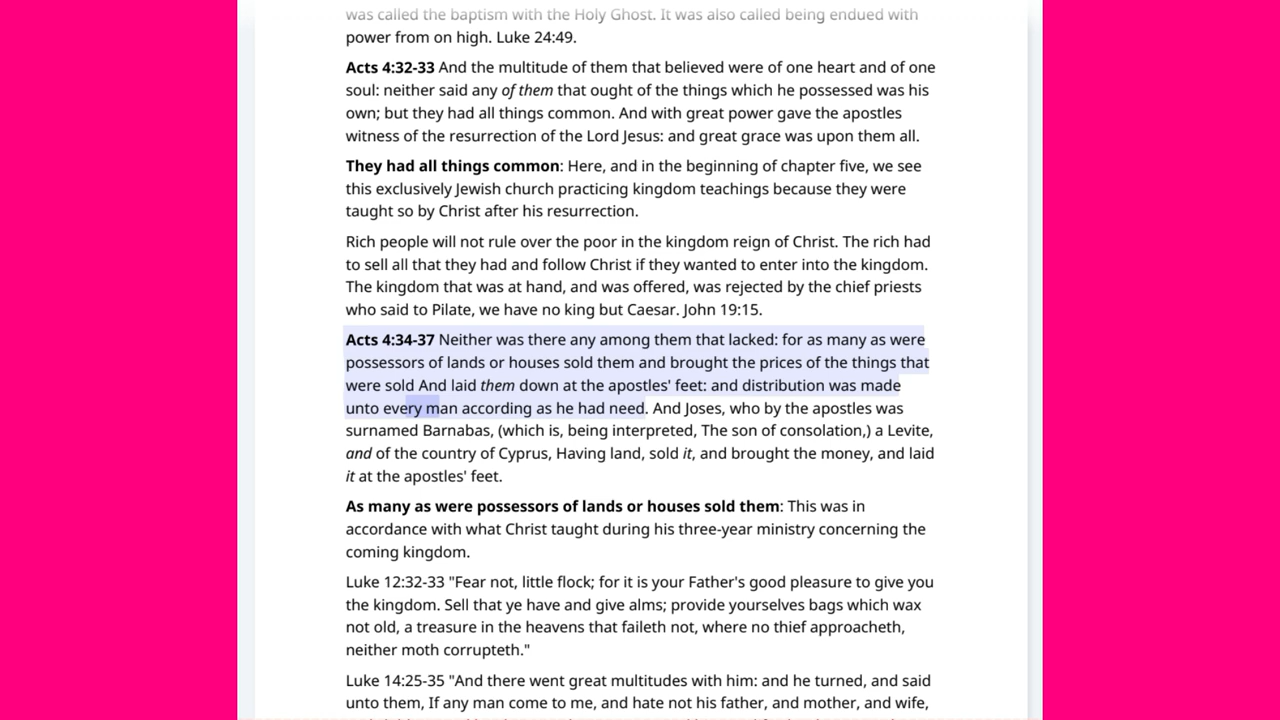 was called the baptism with the Holy Ghost. It was also called being endued with
power from on high. Luke 24:49.
Acts 4:32-33 And the multitude of them that believed were of one heart and of one
soul: neither said any of them that ought of the things which he possessed was his
own; but they had all things common. And with great power gave the apostles
witness of the resurrection of the Lord Jesus: and great grace was upon them all.
They had all things common: Here, and in the beginning of chapter five, we see
this exclusively Jewish church practicing kingdom teachings because they were
taught so by Christ after his resurrection.
Rich people will not rule over the poor in the kingdom reign of Christ. The rich had
to sell all that they had and follow Christ if they wanted to enter into the kingdom.
The kingdom that was at hand, and was offered, was rejected by the chief priests
who said to Pilate, we have no king but Caesar. John 19:15.
Acts 4:34-37 Neither was there any among them that lacked: for as many as were
possessors of lands or houses sold them and brought the prices of the things that
were sold And laid them down at the apostles' feet: and distribution was made
unto every man according as he had need. And Joses, who by the apostles was
surnamed Barnabas, (which is, being interpreted, The son of consolation,) a Levite,
and of the country of Cyprus, Having land, sold it, and brought the money, and laid
it at the apostles' feet.
As many as were possessors of lands or houses sold them: This was in
accordance with what Christ taught during his three-year ministry concerning the
coming kingdom.
Luke 12:32-33 "Fear not, little flock; for it is your Father's good pleasure to give you
the kingdom. Sell that ye have and give alms; provide yourselves bags which wax
not old, a treasure in the heavens that faileth not, where no thief approacheth,
neither moth corrupteth."
Luke 14:25-35 "And there went great multitudes with him: and he turned, and said
unto them, If any man come to me, and hate not his father, and mother, and wife,